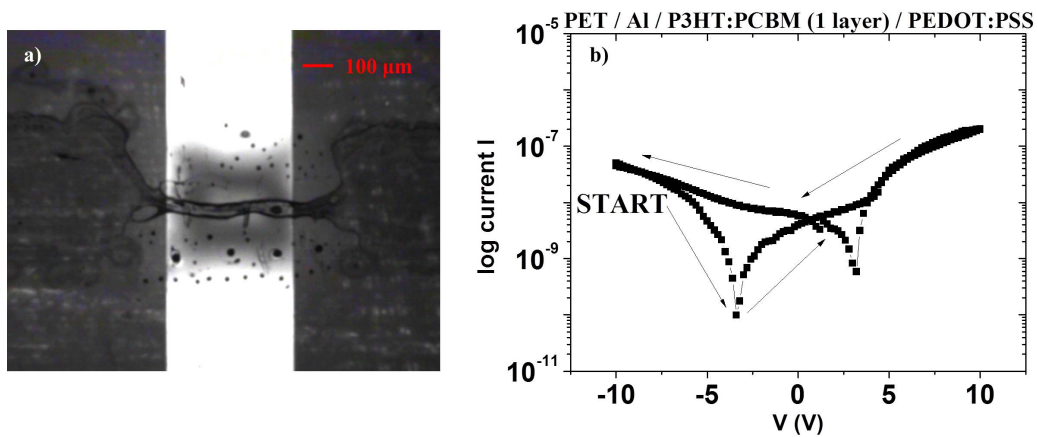 a)
100 μm
PET / Al / P3HT:PCBM (1 layer) / PEDOT:PSS
b)
10-5
10-7
10-9
10-11
log current I
START
-10 -5 0 5 10
V (V)